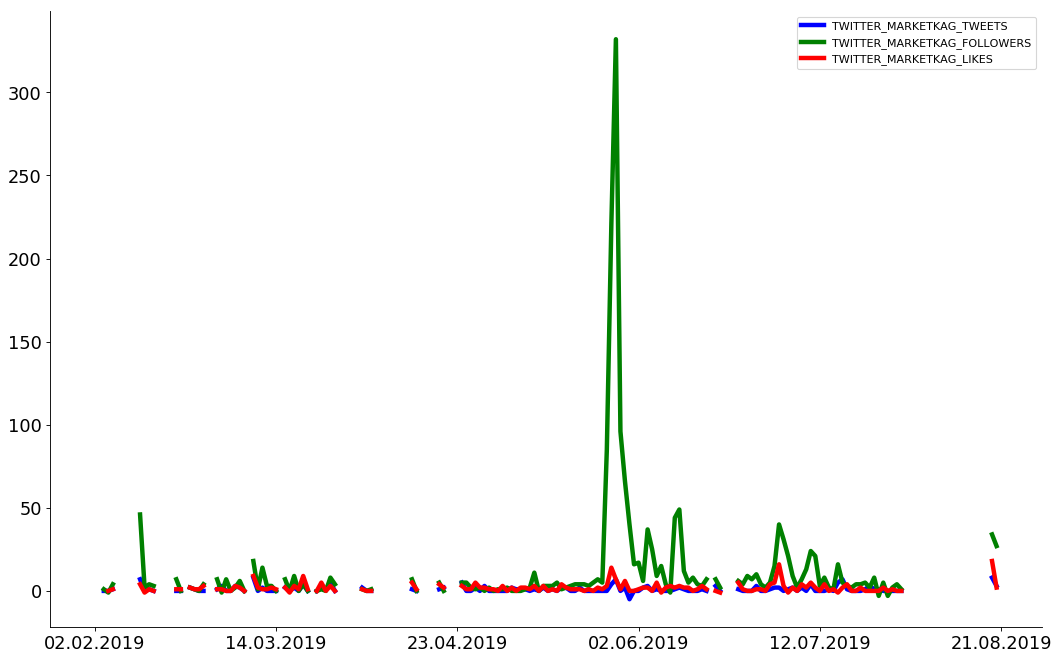 TWITTER_MARKETKAG_TWEETS
TWITTER_MARKETKAG_FOLLOWERS
TWITTER_MARKETKAG_LIKES
300
250
200
150
100
50
0
02.02.2019 14.03.2019 23.04.2019 02.06.2019 12.07.2019 21.08.2019